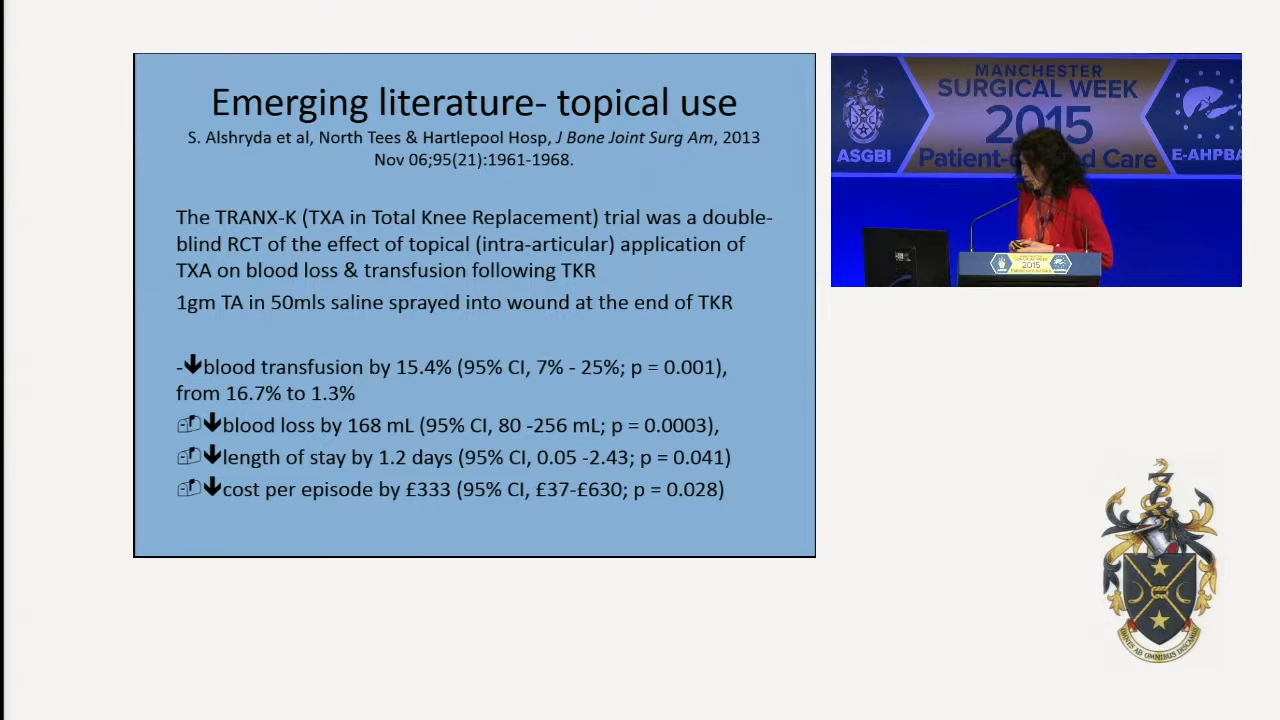 Emerging literature- topical use
S. Alshryda et al, North Tees & Hartlepool Hosp, J Bone Joint Surg Am, 2013
Nov 06;95(21):1961-1968.
The TRANX-K (TXA in Total Knee Replacement) trial was a double-
blind RCT of the effect of topical (intra-articular) application of
TXA on blood loss & transfusion following TKR
1gm TA in 50mls saline sprayed into wound at the end of TKR
-🡻blood transfusion by 15.4% (95% CI, 7% - 25%; p = 0.001),
from 16.7% to 1.3%
🡻blood loss by 168 mL (95% CI, 80 -256 mL; p = 0.0003),
🡻length of stay by 1.2 days (95% CI, 0.05 -2.43; p = 0.041)
🡻cost per episode by £333 (95% CI, £37-£630; p = 0.028)
MANCHESTER
SURGICAL WEEK
2015
ASGBI
E-AHPBA
2015
OMNIS AB OMNIBUS DISCAMUS